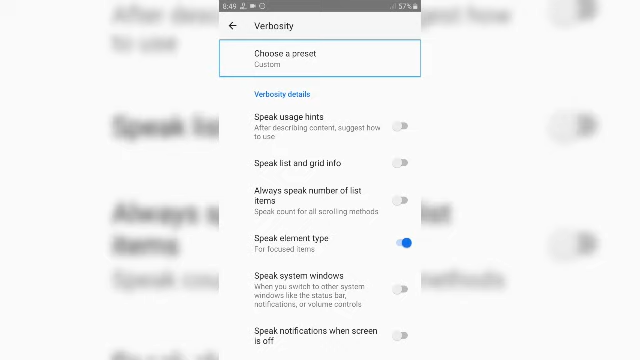 8:49
57%
Verbosity
Choose a preset
Custom
Verbosity details
Speak usage hints
After describing content, suggest how
to use
Speak list and grid info
Always speak number of list
items
Speak count for all scrolling methods
Speak element type
For focused items
Speak system windows
When you switch to other system
windows like the status bar,
notifications, or volume controls
Speak notifications when screen
is off